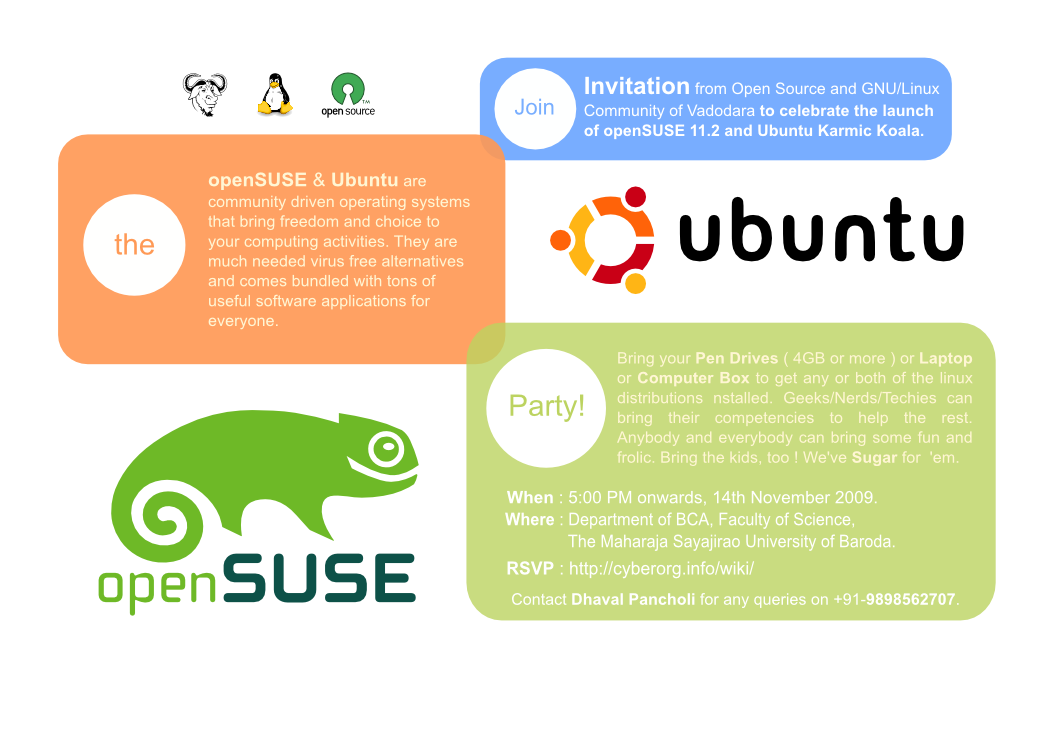 open source
TM
Join
Invitation from Open Source and GNU/Linux
Community of Vadodara to celebrate the launch
of openSUSE 11.2 and Ubuntu Karmic Koala.
the
openSUSE & Ubuntu are
community driven operating systems
that bring freedom and choice to
your computing activities. They are
much needed virus free alternatives
and comes bundled with tons of
useful software applications for
everyone.
ubuntu
Party!
Bring your Pen Drives ( 4GB or more ) or Laptop
or Computer Box to get any or both of the linux
distributions nstalled. Geeks/Nerds/Techies can
bring their competencies to help the rest.
Anybody and everybody can bring some fun and
frolic. Bring the kids, too ! We've Sugar for 'em.
When : 5:00 PM onwards, 14th November 2009.
Where : Department of BCA, Faculty of Science,
The Maharaja Sayajirao University of Baroda.
RSVP : http://cyberorg.info/wiki/
Contact Dhaval Pancholi for any queries on +91-9898562707.
openSUSE